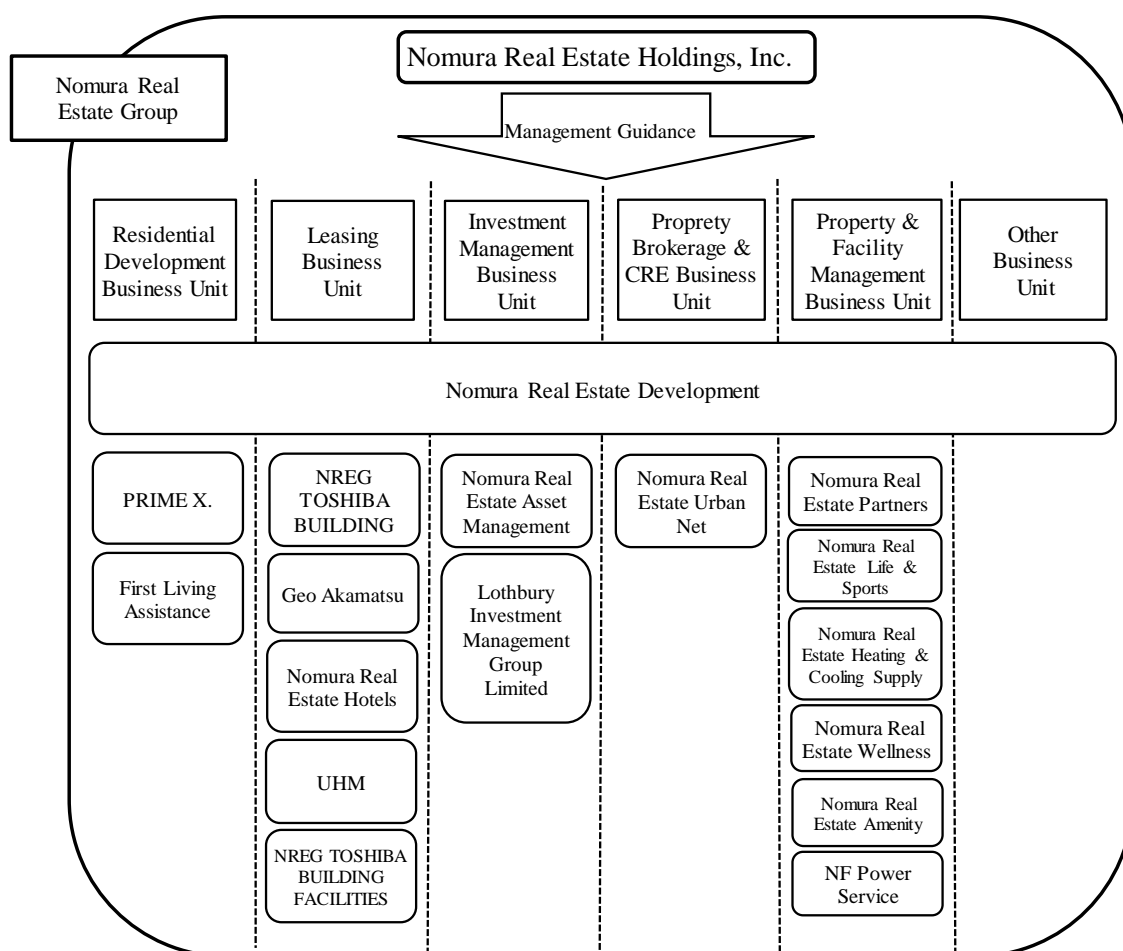 Nomura Real Estate Holdings, Inc.
Nomura Real
Estate Group
Management Guidance
Residential
Development
Business Unit
Leasing
Business
Unit
Investment
Management
Business
Unit
Proprety
Brokerage &
CRE Business
Unit
Property &
Facility
Management
Business Unit
Other
Business
Unit
Nomura Real Estate Development
PRIME X.
First Living
Assistance
NREG
TOSHIBA
BUILDING
Geo Akamatsu
Nomura Real
Estate Hotels
UHM
NREG TOSHIBA
BUILDING
FACILITIES
Nomura Real
Estate Asset
Management
Lothbury
Investment
Management
Group
Limited
Nomura Real
Estate Urban
Net
Nomura Real
Estate Partners
Nomura Real
Estate Life &
Sports
Nomura Real
Estate Heating &
Cooling Supply
Nomura Real
Estate Wellness
Nomura Real
Estate Amenity
NF Power
Service